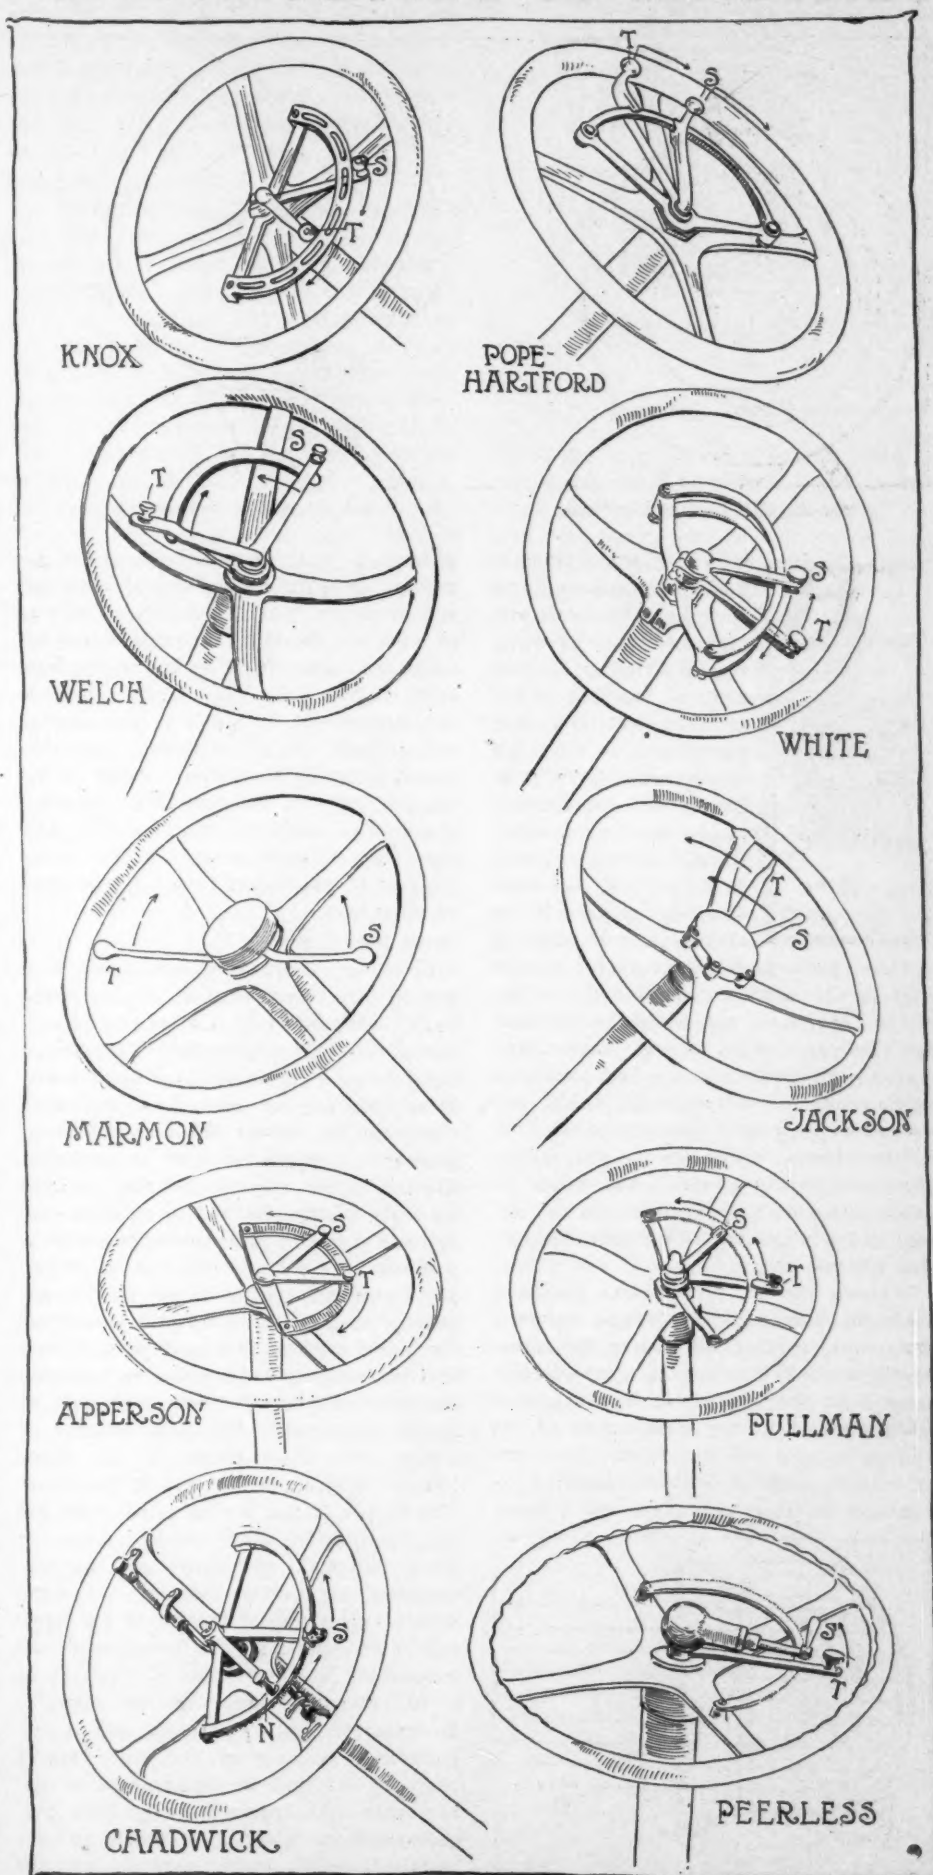 T
S
S
T
KNOX
POPE-
HARTFORD
S
T
S
T
WELCH
WHITE
T
S
T
S
MARMON
JACKSON
S
T
S
T
APPERSON
PULLMAN
S
N
S
T
CHADWICK
PEERLESS